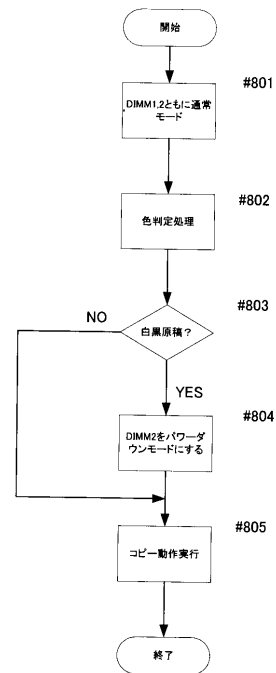 開始
#801
DIMM1,2ともに通常
モード
#802
色判定処理
#803
白黒原稿?
NO
YES
#804
DIMM2をパワーダ
ウンモードにする
#805
コピー動作実行
終了